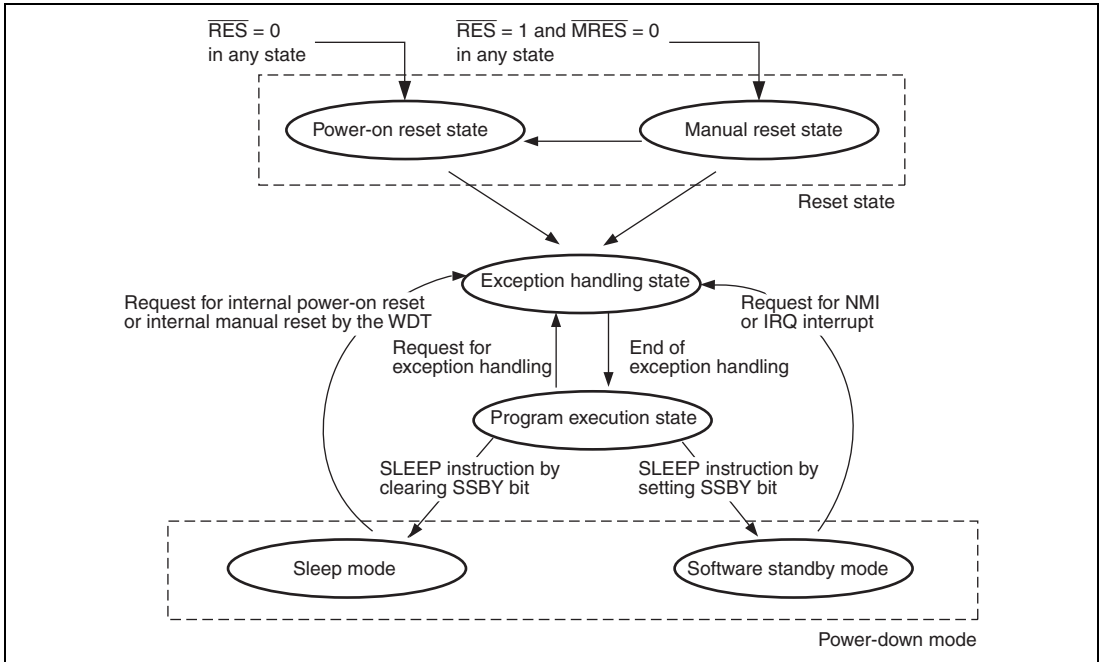 R̅E̅S̅ = 0
in any state
R̅E̅S̅ = 1 and M̅R̅E̅S̅ = 0
in any state
Power-on reset state
Manual reset state
Reset state
Exception handling state
Request for internal power-on reset
or internal manual reset by the WDT
Request for NMI
or IRQ interrupt
Request for
exception handling
End of
exception handling
Program execution state
SLEEP instruction by
clearing SSBY bit
SLEEP instruction by
setting SSBY bit
Sleep mode
Software standby mode
Power-down mode